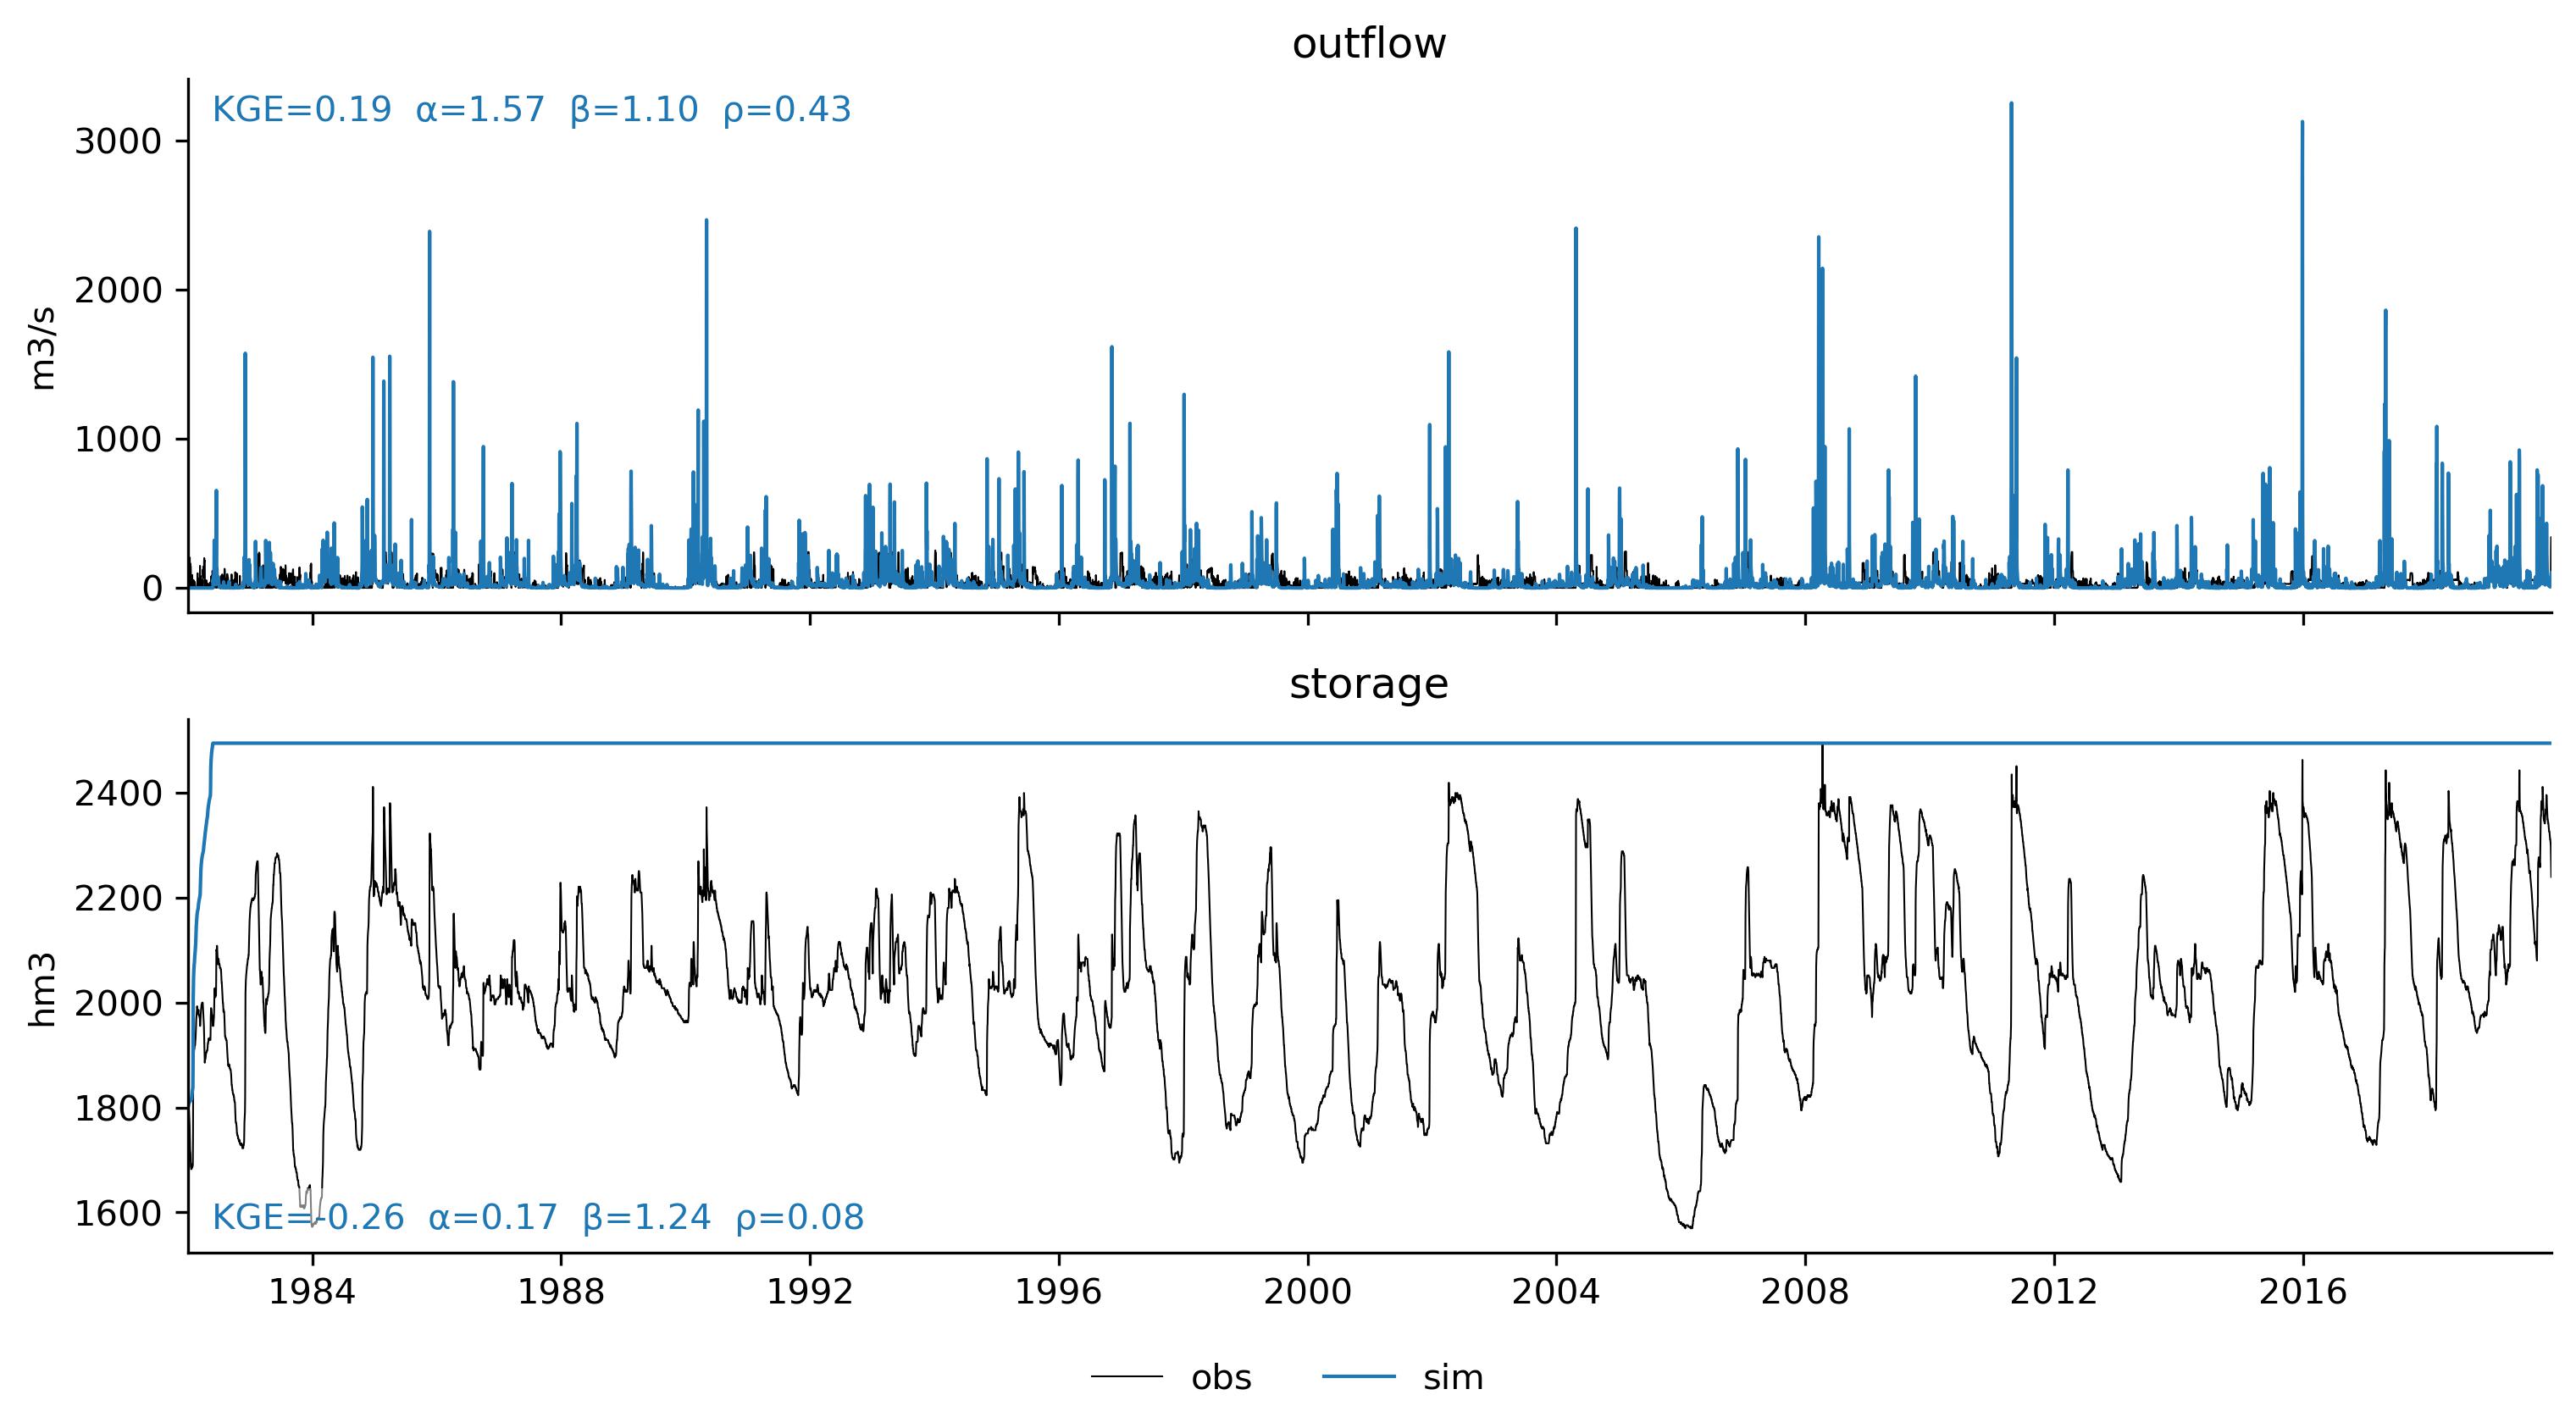 outflow
KGE=0.19 α=1.57 β=1.10 ρ=0.43
3000
2000
1000
0
m3/s
storage
2400
2200
2000
1800
1600
hm3
KGE=-0.26 α=0.17 β=1.24 ρ=0.08
1984 1988 1992 1996 2000 2004 2008 2012 2016
obs sim